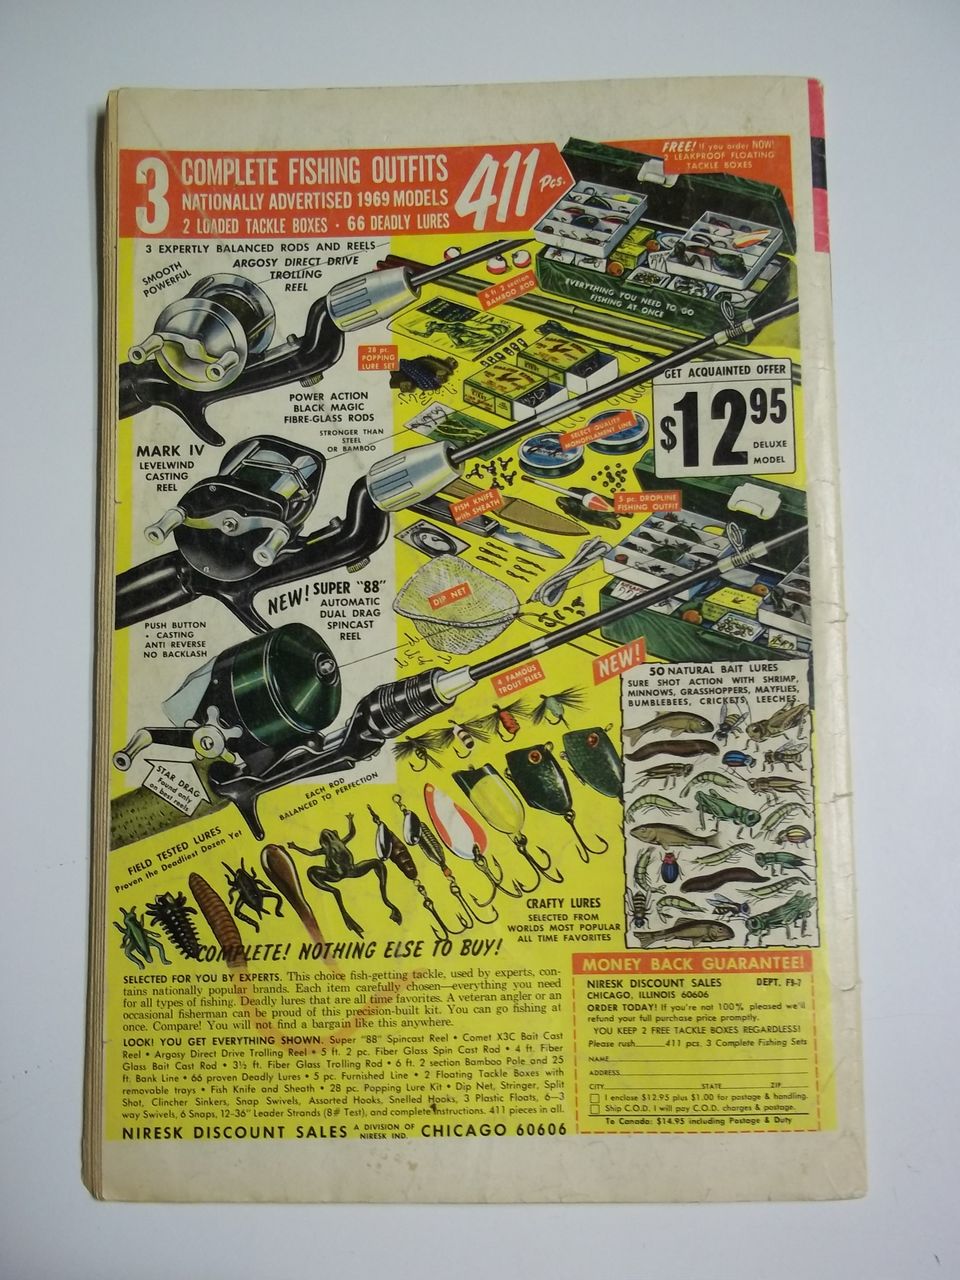 3 COMPLETE FISHING OUTFITS
NATIONALLY ADVERTISED 1969 MODELS
2 LOADED TACKLE BOXES · 66 DEADLY LURES
411 Pcs.
FREE! If you order NOW!
2 LEAKPROOF FLOATING
TACKLE BOXES
3 EXPERTLY BALANCED RODS AND REELS
SMOOTH
POWERFUL
ARGOSY DIRECT DRIVE
TROLLING
REEL
6 ft. 2 section
BAMBOO ROD
EVERYTHING YOU NEED TO GO
FISHING AT ONCE
28 pc.
POPPING
LURE SET
GET ACQUAINTED OFFER
$12.95
DELUXE
MODEL
POWER ACTION
BLACK MAGIC
FIBRE-GLASS RODS
STRONGER THAN
STEEL
OR BAMBOO
SELECT QUALITY
MONOFILAMENT LINE
MARK IV
LEVELWIND
CASTING
REEL
FISH KNIFE
with SHEATH
5 pc. DROPLINE
FISHING OUTFIT
NEW! SUPER "88"
AUTOMATIC
DUAL DRAG
SPINCAST
REEL
DIP NET
PUSH BUTTON
• CASTING
ANTI REVERSE
NO BACKLASH
NEW!
4 FAMOUS
TROUT FLIES
50 NATURAL BAIT LURES
SURE SHOT ACTION WITH SHRIMP,
MINNOWS, GRASSHOPPERS, MAYFLIES,
BUMBLEBEES, CRICKETS, LEECHES.
STAR DRAG
Found only
on best reels
EACH ROD
BALANCED TO PERFECTION
FIELD TESTED LURES
Proven the Deadliest Dozen Yet
CRAFTY LURES
SELECTED FROM
WORLDS MOST POPULAR
ALL TIME FAVORITES
COMPLETE! NOTHING ELSE TO BUY!
SELECTED FOR YOU BY EXPERTS. This choice fish-getting tackle, used by experts, con-
tains nationally popular brands. Each item carefully chosen—everything you need
for all types of fishing. Deadly lures that are all time favorites. A veteran angler or an
occasional fisherman can be proud of this precision-built kit. You can go fishing at
once. Compare! You will not find a bargain like this anywhere.
LOOK! YOU GET EVERYTHING SHOWN. Super "88" Spincast Reel • Comet X3C Bait Cast
Reel • Argosy Direct Drive Trolling Reel • 5 ft. 2 pc. Fiber Glass Spin Cast Rod • 4 ft. Fiber
Glass Bait Cast Rod • 3½ ft. Fiber Glass Trolling Rod • 6 ft. 2 section Bamboo Pole and 25
ft. Bank Line • 66 proven Deadly Lures • 5 pc. Furnished Line • 2 Floating Tackle Boxes with
removable trays • Fish Knife and Sheath • 28 pc. Popping Lure Kit • Dip Net, Stringer, Split
Shot, Clincher Sinkers, Snap Swivels, Assorted Hooks, Snelled Hooks, 3 Plastic Floats, 6—3
way Swivels, 6 Snaps, 12-36" Leader Strands (8# Test), and complete instructions. 411 pieces in all.
NIRESK DISCOUNT SALES A DIVISION OF NIRESK IND. CHICAGO 60606
MONEY BACK GUARANTEE!
NIRESK DISCOUNT SALES DEPT. F9-7
CHICAGO, ILLINOIS 60606
ORDER TODAY! If you're not 100% pleased we'll
refund your full purchase price promptly.
YOU KEEP 2 FREE TACKLE BOXES REGARDLESS!
Please rush 411 pcs. 3 Complete Fishing Sets
NAME
ADDRESS
CITY STATE ZIP
I enclose $12.95 plus $1.00 for postage & handling.
Ship C.O.D. I will pay C.O.D. charges & postage.
To Canada: $14.95 including Postage & Duty